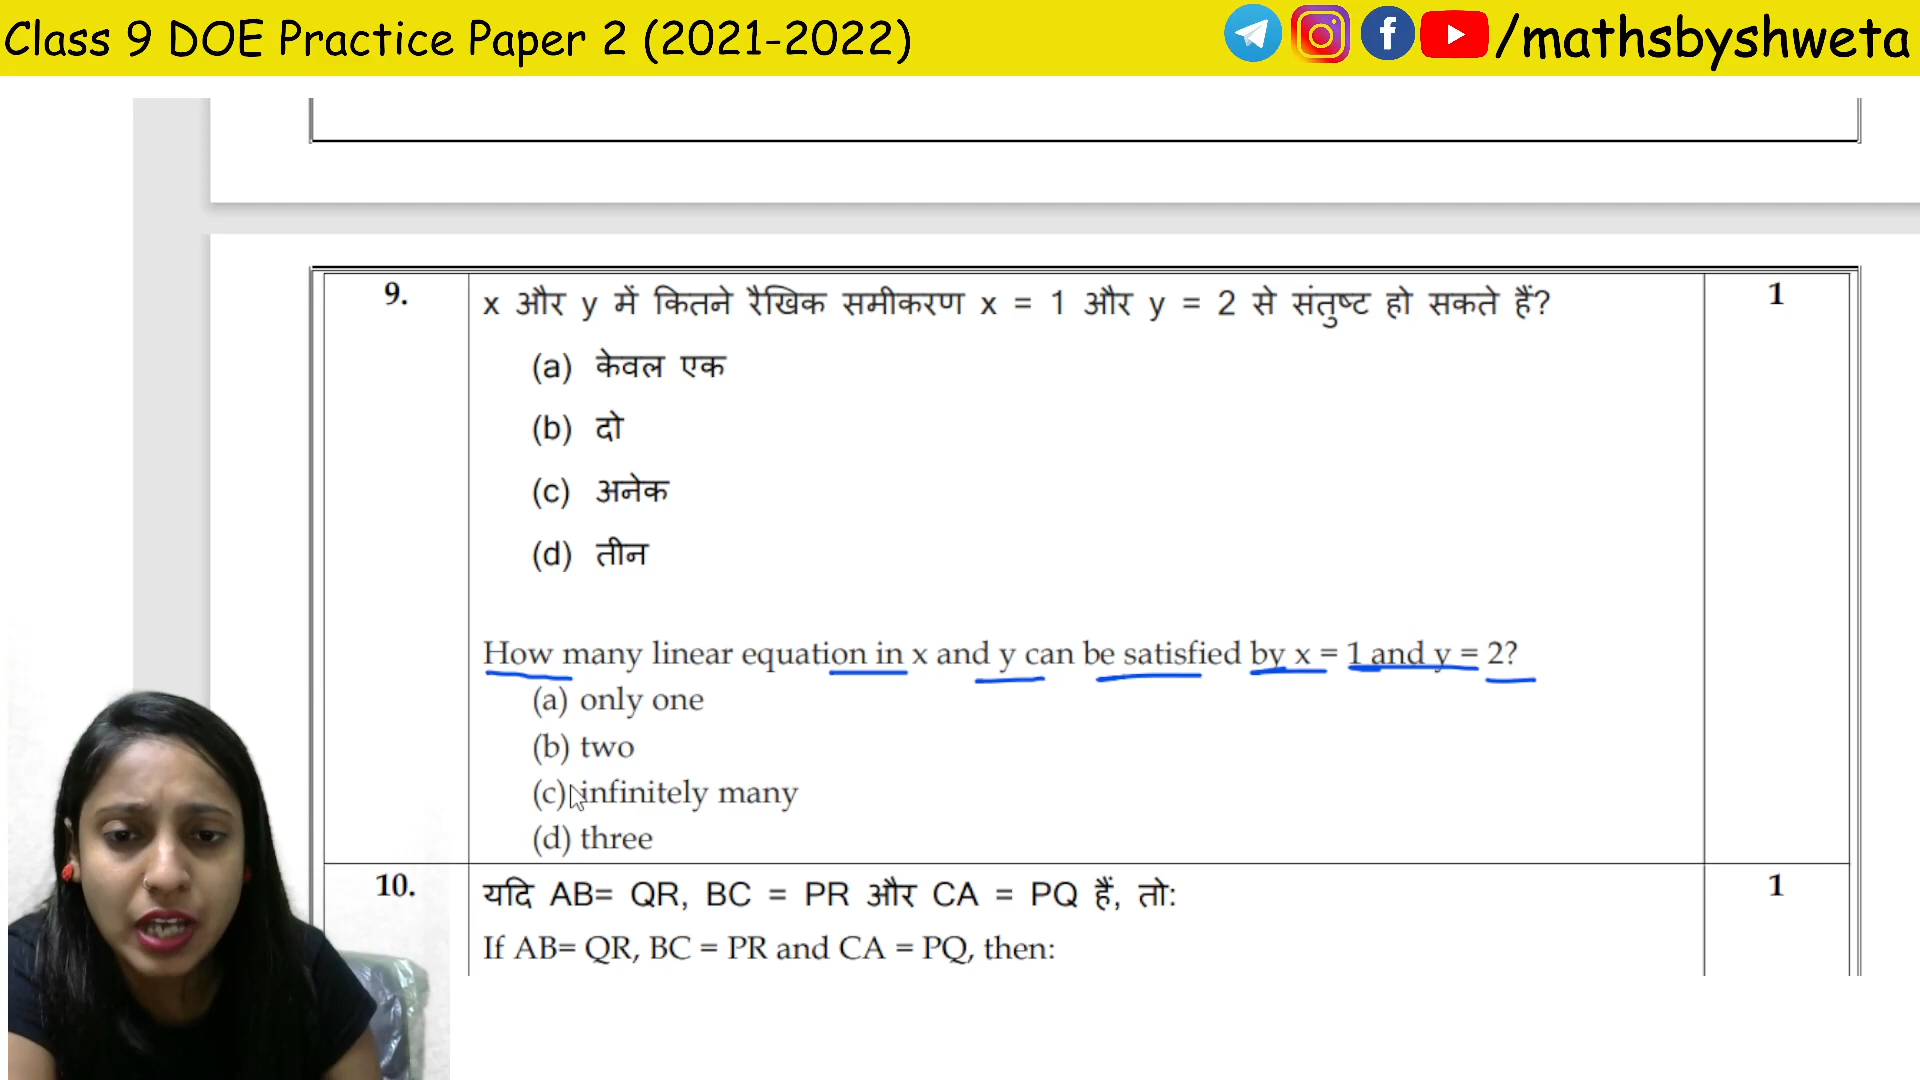 Class 9 DOE Practice Paper 2 (2021-2022)
/mathsbyshweta
9.
x और y में कितने रैखिक समीकरण x = 1 और y = 2 से संतुष्ट हो सकते हैं?
1
(a) केवल एक
(b) दो
(c) अनेक
(d) तीन
How many linear equation in x and y can be satisfied by x = 1 and y = 2?
(a) only one
(b) two
(c) infinitely many
(d) three
10.
यदि AB= QR, BC = PR और CA = PQ हैं, तो:
1
If AB= QR, BC = PR and CA = PQ, then: